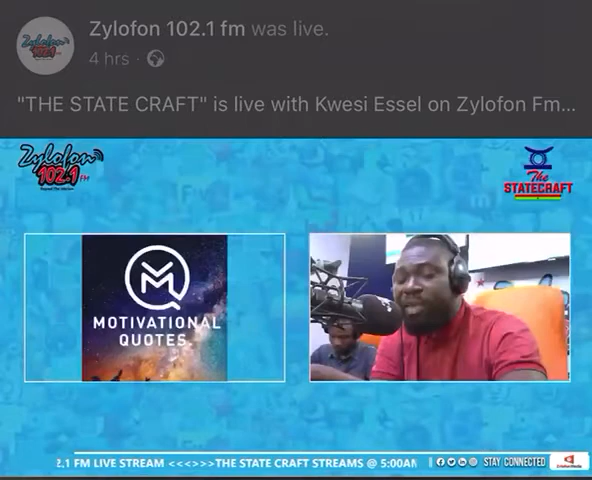 Zylofon 102.1 fm was live.
4 hrs ·
"THE STATE CRAFT" is live with Kwesi Essel on Zylofon Fm...
Zylofon
102.1 FM
The
STATECRAFT
MOTIVATIONAL
QUOTES
2.1 FM LIVE STREAM <<<>>>THE STATE CRAFT STREAMS @ 5:00AM
STAY CONNECTED